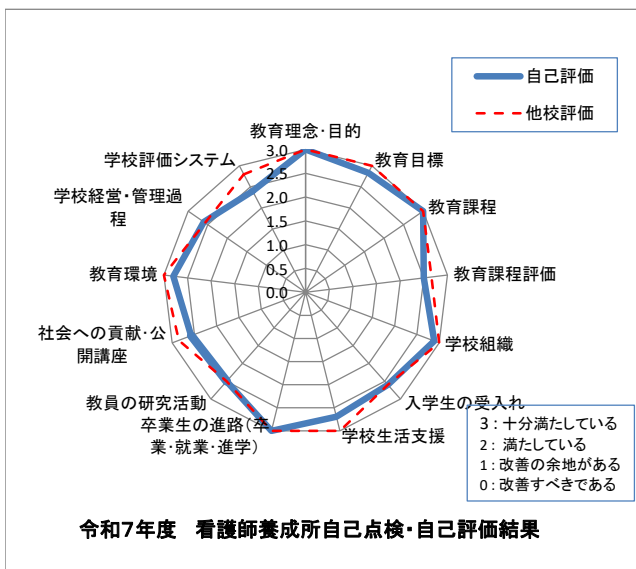 自己評価
他校評価
教育理念・目的
教育目標
教育課程
教育課程評価
学校組織
入学生の受入れ
学校生活支援
卒業生の進路(卒
業・就業・進学)
教員の研究活動
社会への貢献・公
開講座
教育環境
学校経営・管理過
程
学校評価システム
3.0
2.5
2.0
1.5
1.0
0.5
0.0
3:十分満たしている
2:満たしている
1:改善の余地がある
0:改善すべきである
令和7年度 看護師養成所自己点検・自己評価結果